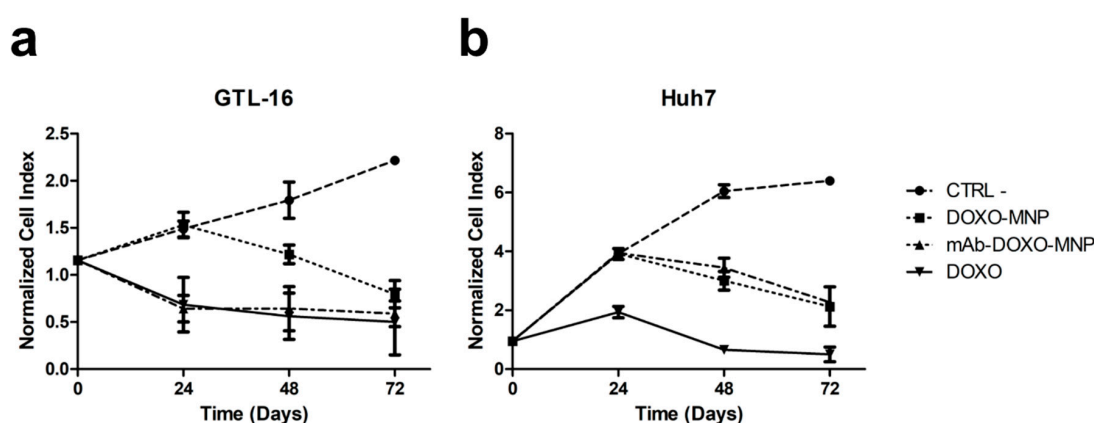 a
GTL-16
Normalized Cell Index
2.5
2.0
1.5
1.0
0.5
0.0
0 24 48 72
Time (Days)
b
Huh7
Normalized Cell Index
8
6
4
2
0
0 24 48 72
Time (Days)
CTRL -
DOXO-MNP
mAb-DOXO-MNP
DOXO